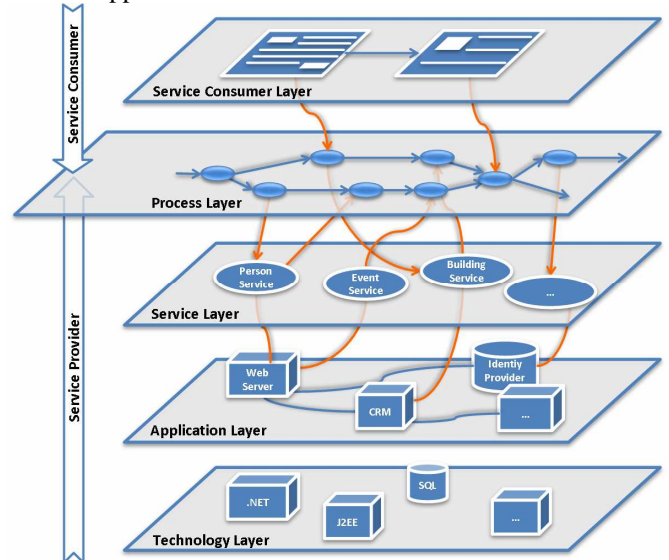 Service Consumer
Service Consumer Layer
Process Layer
Person
Service
Event
Service
Building
Service
...
Service Layer
Service Provider
Web
Server
Identiy
Provider
CRM
...
Application Layer
.NET
J2EE
SQL
...
Technology Layer